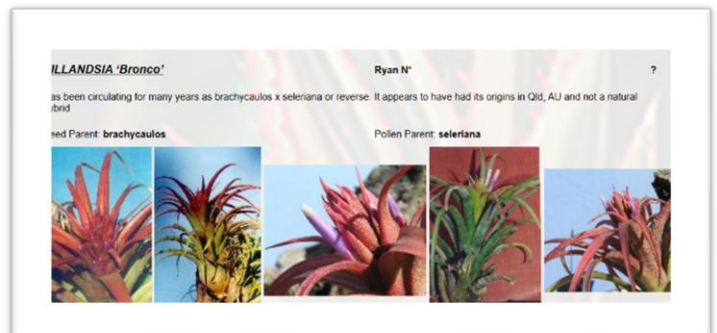 ILLANDSIA ‘Bronco’ Ryan N° ?
as been circulating for many years as brachycaulos x seleriana or reverse. It appears to have had its origins in Qld, AU and not a natural
ybrid
eed Parent: brachycaulos Pollen Parent: seleriana